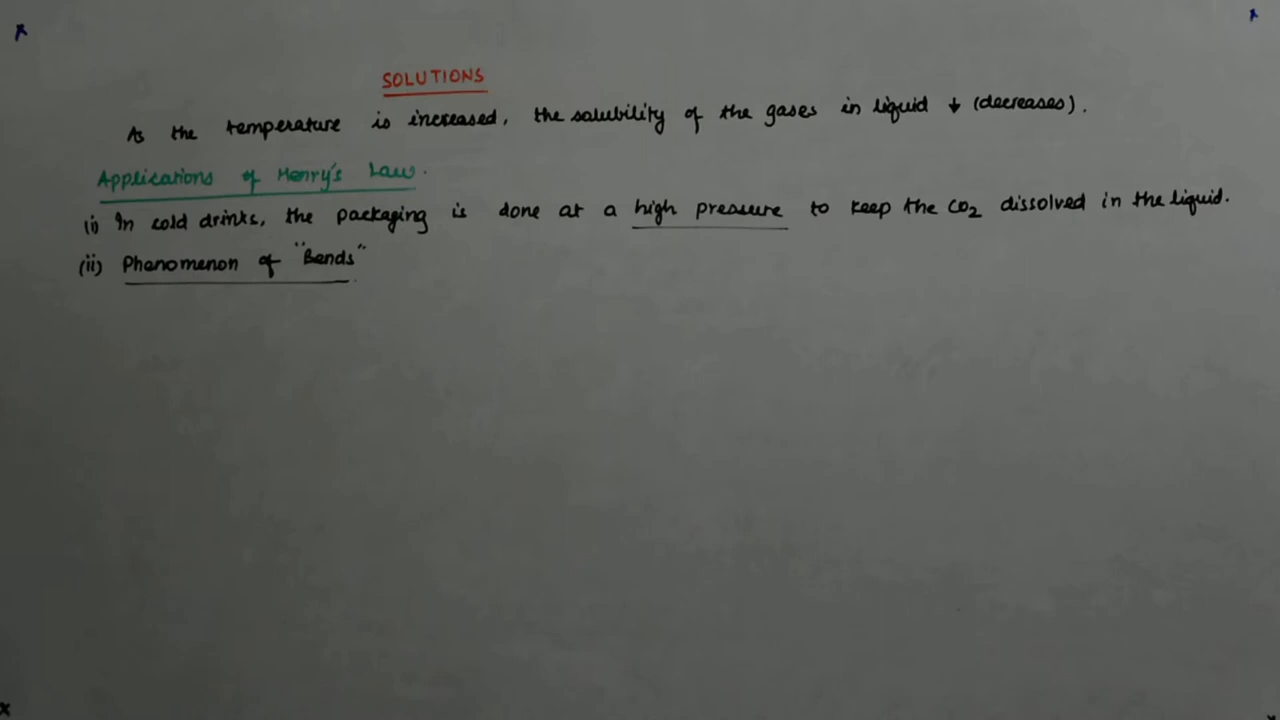 SOLUTIONS
As the temperature is increased, the solubility of the gases in liquid ↓ (decreases).
Applications of Henry's Law.
(i) In cold drinks, the packaging is done at a high pressure to keep the CO2 dissolved in the liquid.
(ii) Phenomenon of "Bends"